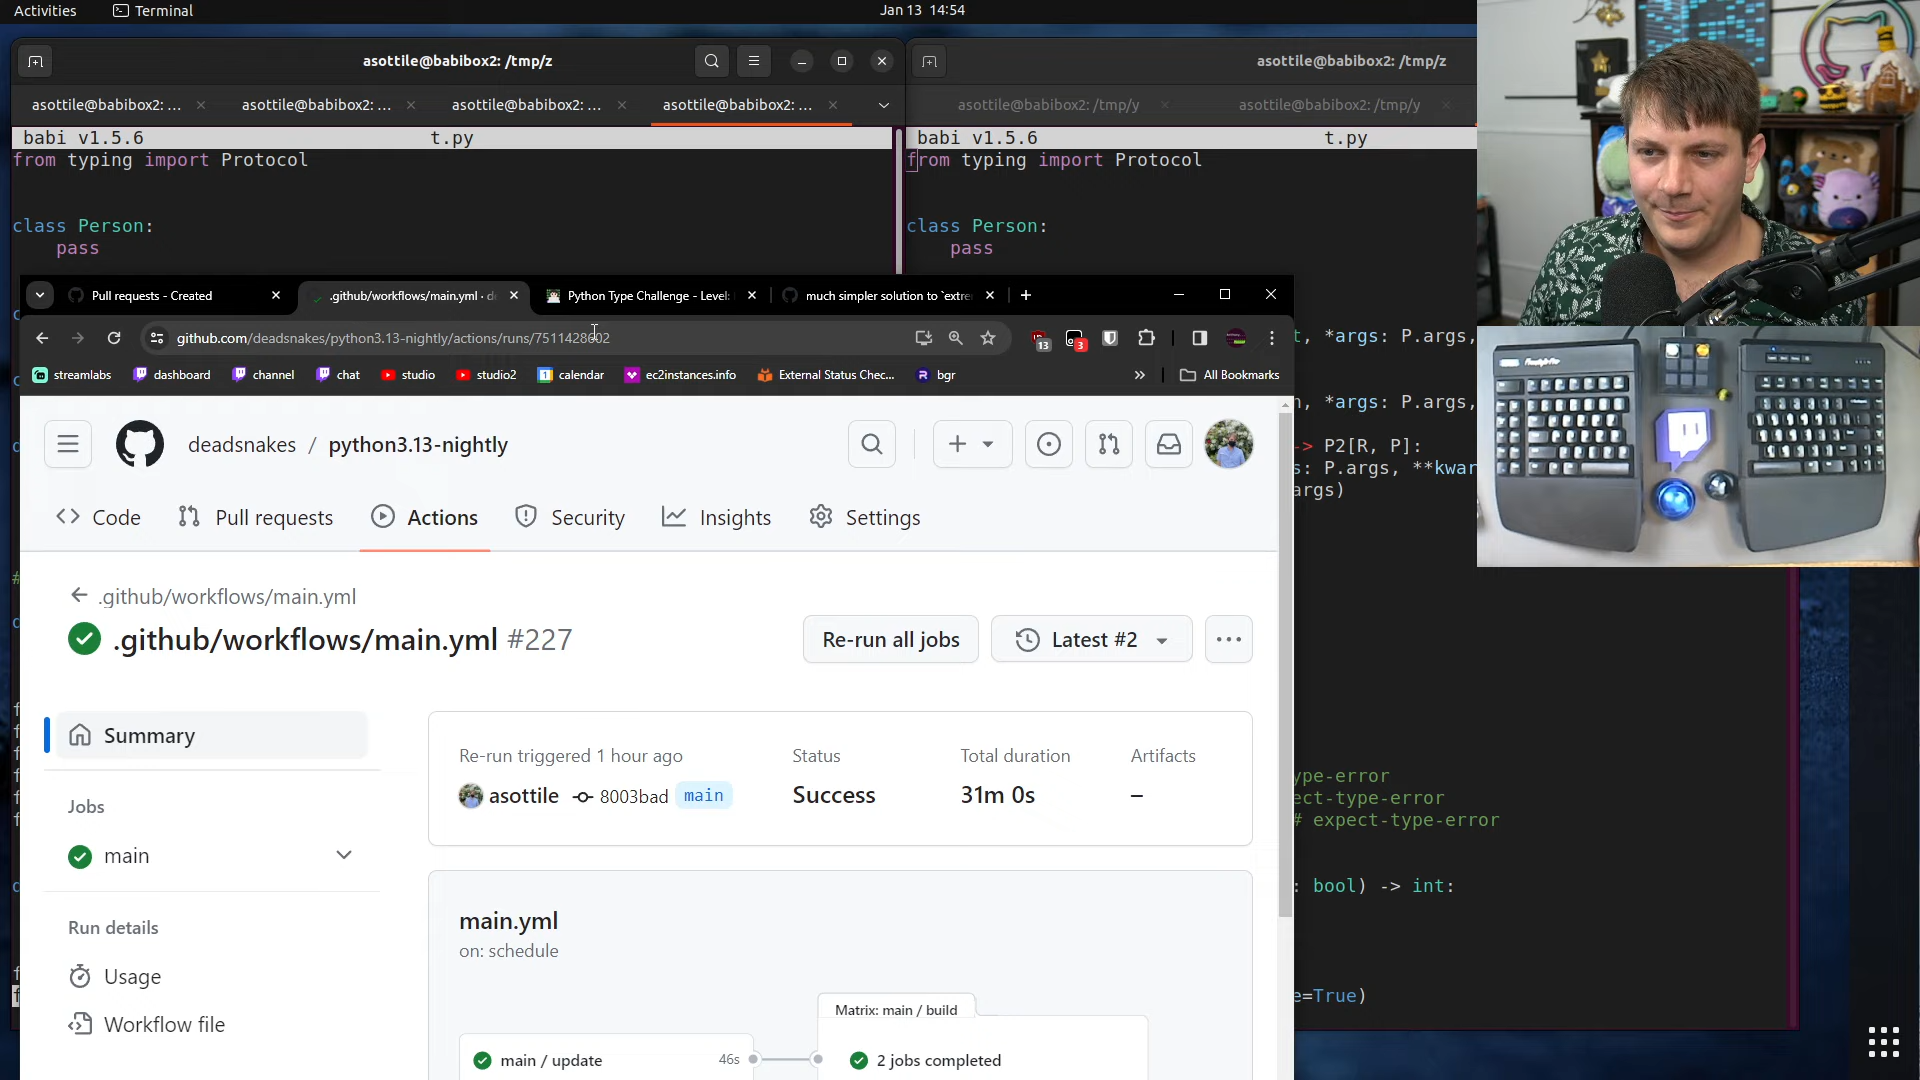 Activities
Terminal
Jan 13 14:54
asottile@babibox2: /tmp/z
asottile@babibox2: /tmp/z
asottile@babibox2: ...
asottile@babibox2: ...
asottile@babibox2: ...
asottile@babibox2: ...
asottile@babibox2: /tmp/y
asottile@babibox2: /tmp/y
babi v1.5.6 t.py
babi v1.5.6 t.py
from typing import Protocol
from typing import Protocol
class Person:
class Person:
pass
pass
Pull requests - Created
.github/workflows/main.yml · de
Python Type Challenge - Level:
much simpler solution to `extre
github.com/deadsnakes/python3.13-nightly/actions/runs/7511428602
13
3
t, *args: P.args,
streamlabs
dashboard
channel
chat
studio
studio2
calendar
ec2instances.info
External Status Chec...
bgr
»
All Bookmarks
n, *args: P.args,
deadsnakes / python3.13-nightly
-> P2[R, P]:
s: P.args, **kwar
args)
Code
Pull requests
Actions
Security
Insights
Settings
.github/workflows/main.yml
.github/workflows/main.yml #227
Re-run all jobs
Latest #2
Summary
Re-run triggered 1 hour ago
Status
Total duration
Artifacts
asottile
8003bad
main
Success
31m 0s
–
ype-error
ect-type-error
# expect-type-error
Jobs
main
: bool) -> int:
Run details
main.yml
on: schedule
Usage
e=True)
Workflow file
Matrix: main / build
main / update
46s
2 jobs completed